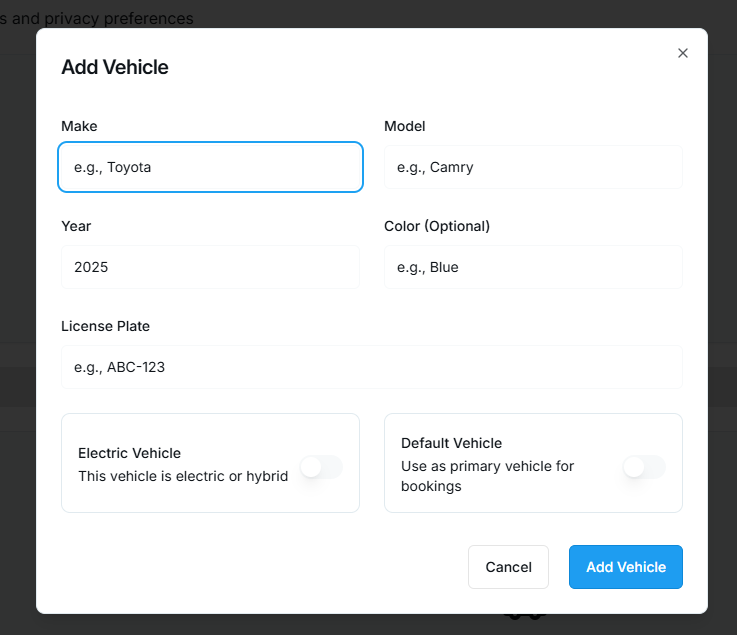 s and privacy preferences
Add Vehicle
Make
Model
e.g., Toyota
e.g., Camry
Year
Color (Optional)
2025
e.g., Blue
License Plate
e.g., ABC-123
Electric Vehicle
This vehicle is electric or hybrid
Default Vehicle
Use as primary vehicle for
bookings
Cancel
Add Vehicle